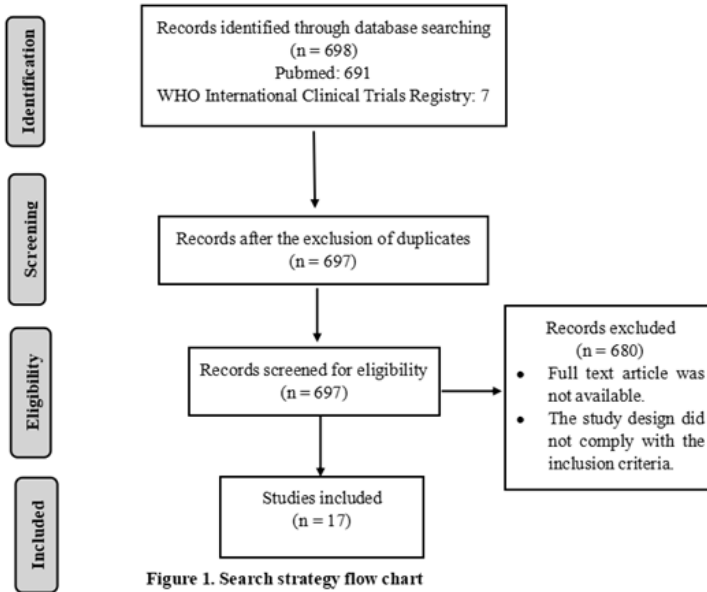 Identification
Records identified through database searching
(n = 698)
Pubmed: 691
WHO International Clinical Trials Registry: 7
Screening
Records after the exclusion of duplicates
(n = 697)
Eligibility
Records screened for eligibility
(n = 697)
Records excluded
(n = 680)
• Full text article was
not available.
• The study design did
not comply with the
inclusion criteria.
Included
Studies included
(n = 17)
Figure 1. Search strategy flow chart